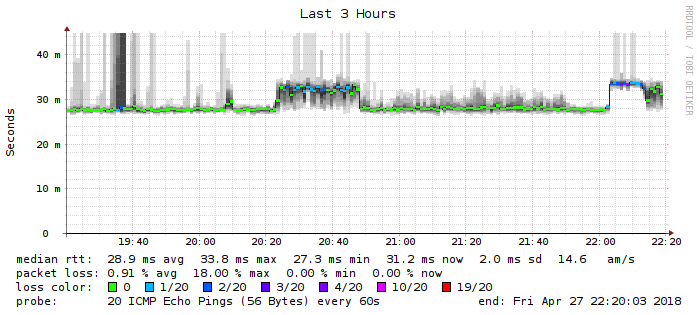 Last 3 Hours
RRDTOOL / TOBI OETIKER
Seconds
40 m
30 m
20 m
10 m
0
19:40 20:00 20:20 20:40 21:00 21:20 21:40 22:00 22:20
median rtt: 28.9 ms avg 33.8 ms max 27.3 ms min 31.2 ms now 2.0 ms sd 14.6 am/s
packet loss: 0.91 % avg 18.00 % max 0.00 % min 0.00 % now
loss color: 0 1/20 2/20 3/20 4/20 10/20 19/20
probe: 20 ICMP Echo Pings (56 Bytes) every 60s end: Fri Apr 27 22:20:03 2018